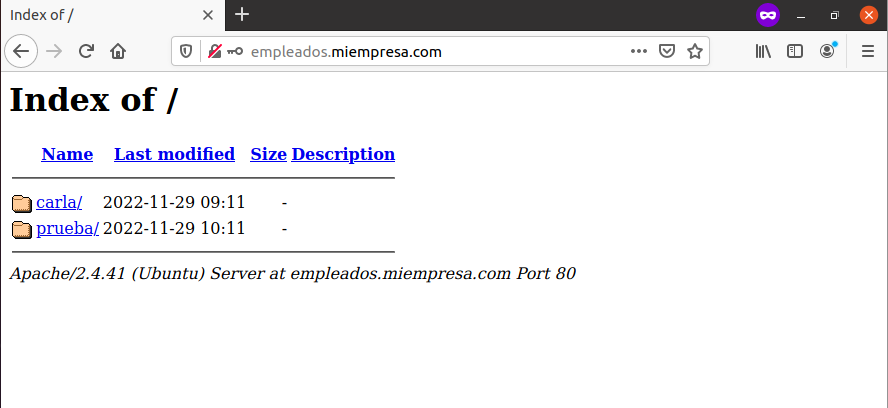 Index of /
empleados.miempresa.com
Index of /
Name Last modified Size Description
carla/ 2022-11-29 09:11 -
prueba/ 2022-11-29 10:11 -
Apache/2.4.41 (Ubuntu) Server at empleados.miempresa.com Port 80